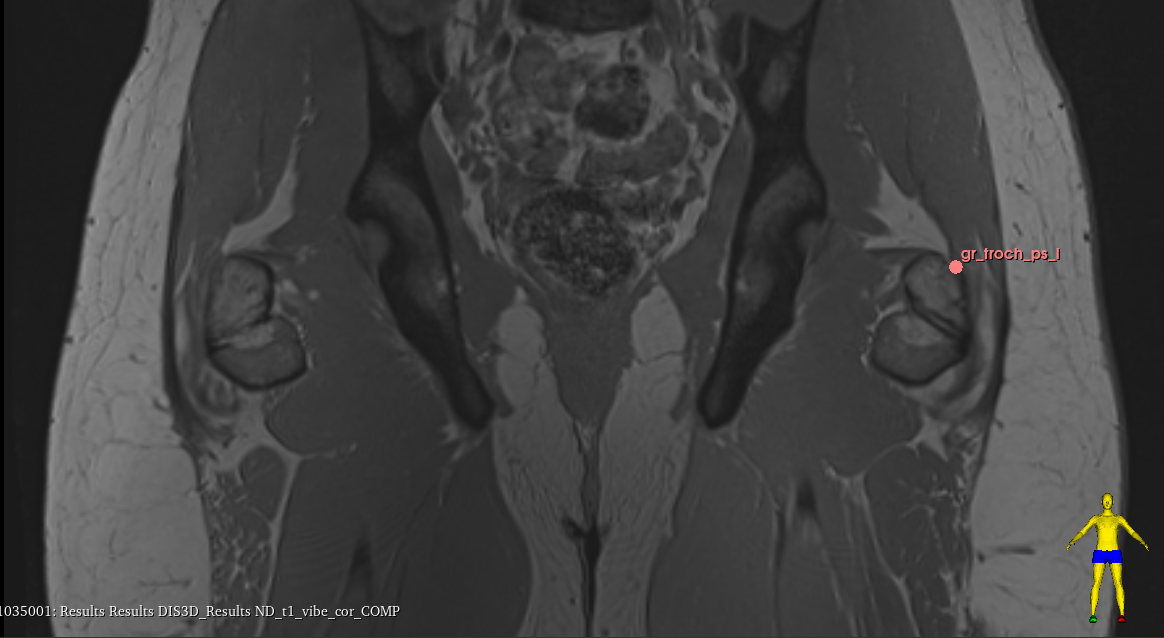 gr_troch_ps_l
1035001: Results Results DIS3D_Results ND_t1_vibe_cor_COMP